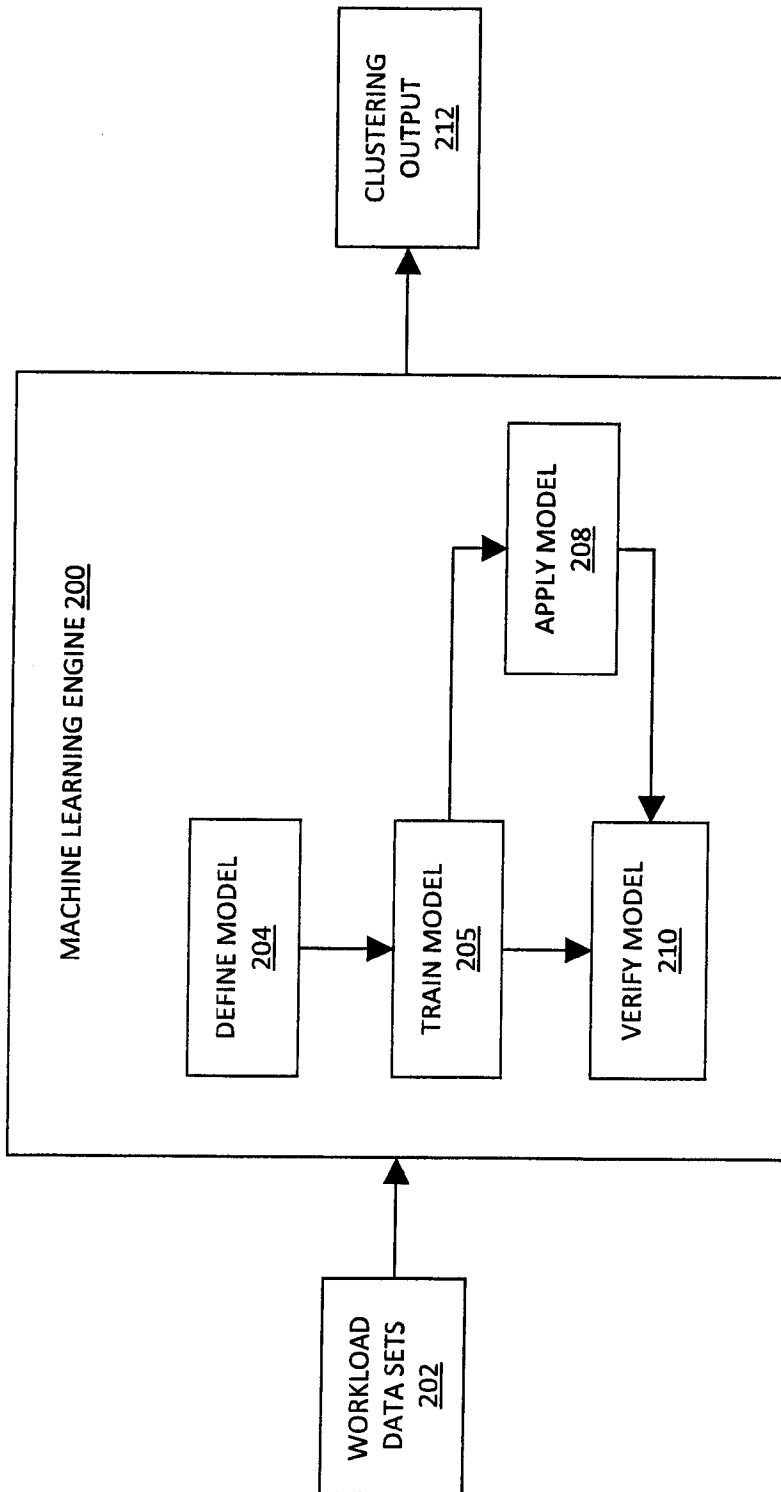 MACHINE LEARNING ENGINE 200
WORKLOAD
DATA SETS
202
DEFINE MODEL
204
TRAIN MODEL
205
VERIFY MODEL
210
APPLY MODEL
208
CLUSTERING
OUTPUT
212